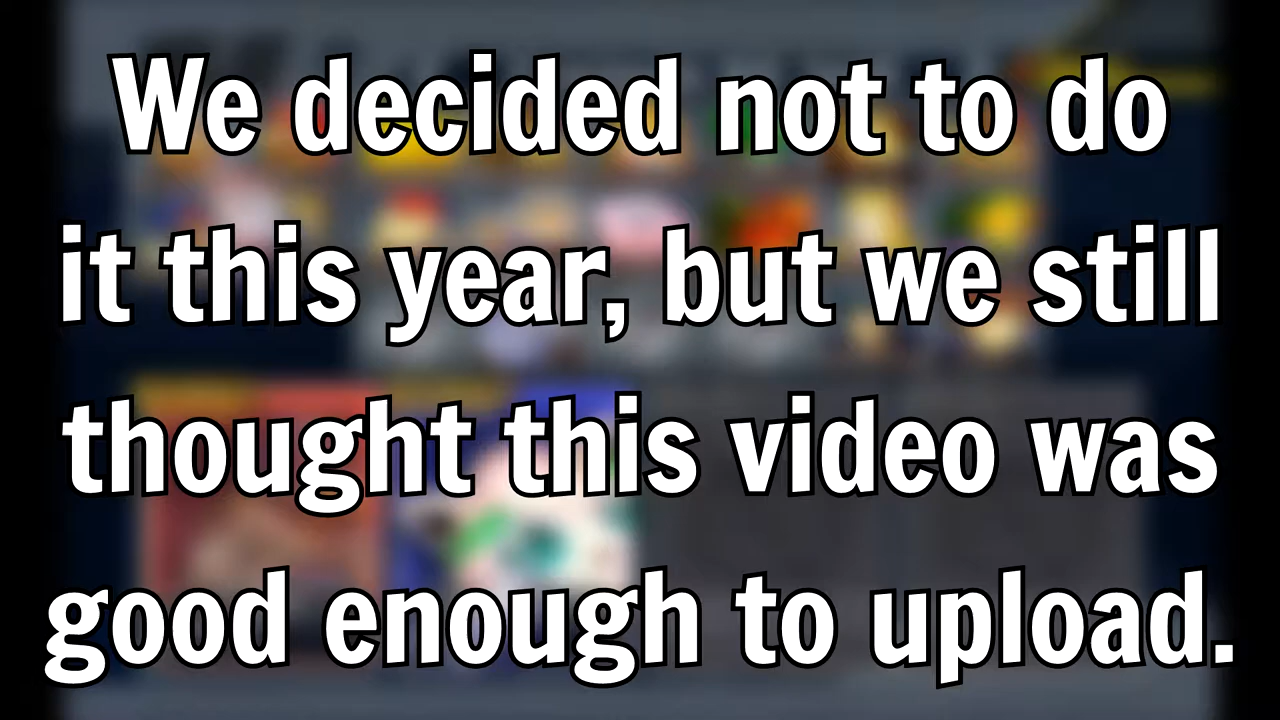 We decided not to do
it this year, but we still
thought this video was
good enough to upload.